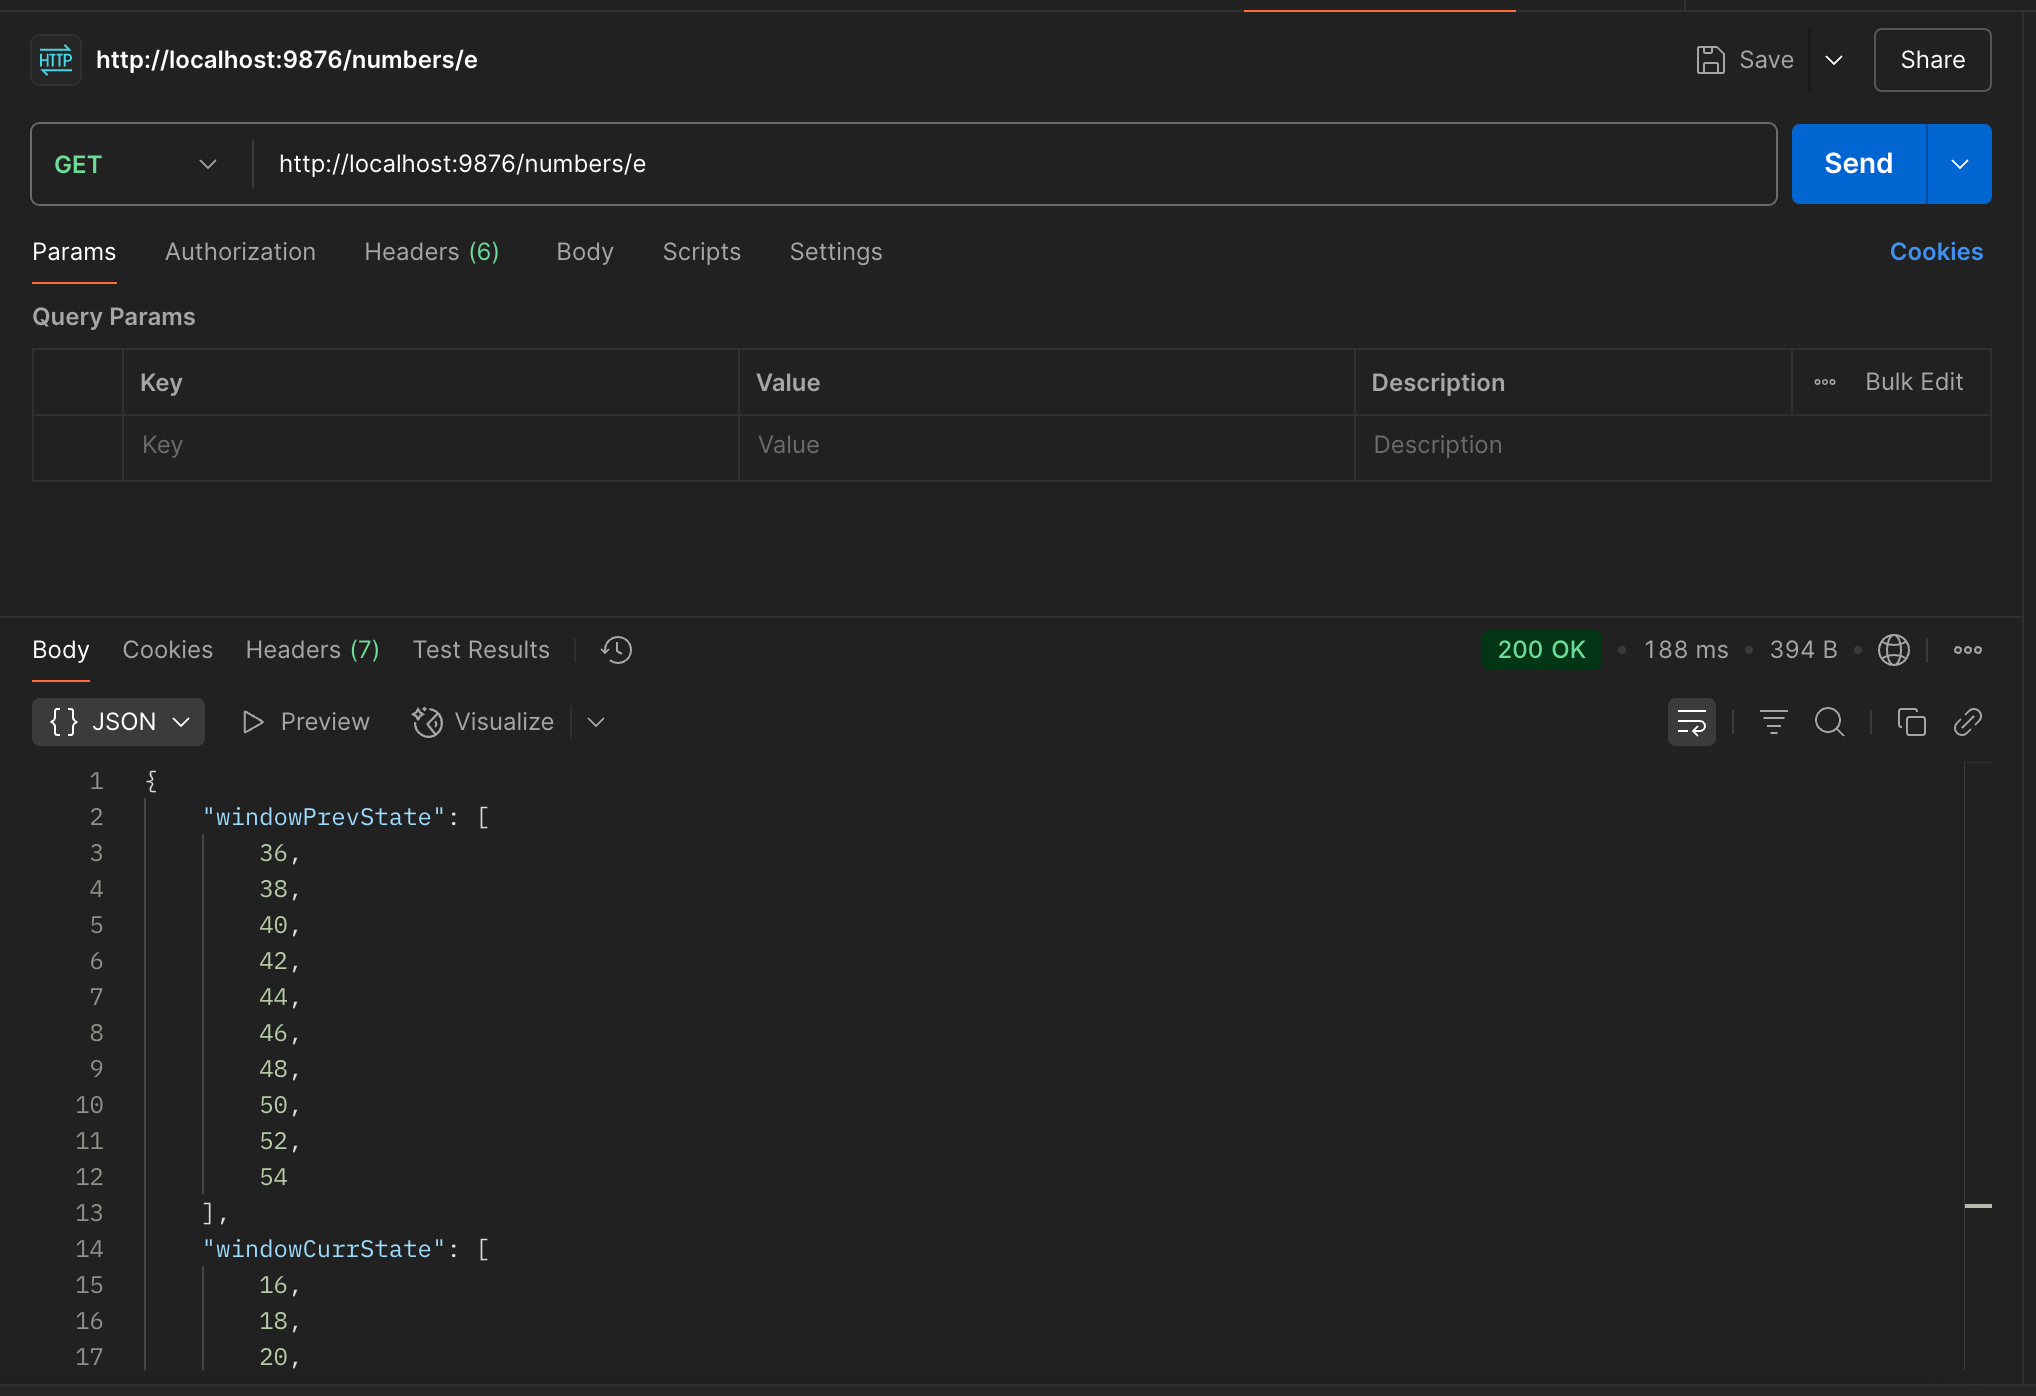 HTTP http://localhost:9876/numbers/e Save Share
GET http://localhost:9876/numbers/e Send
Params Authorization Headers (6) Body Scripts Settings Cookies
Query Params
Key Value Description Bulk Edit
Key Value Description
Body Cookies Headers (7) Test Results 200 OK • 188 ms • 394 B •
{} JSON Preview Visualize
1 {
2 "windowPrevState": [
3 36,
4 38,
5 40,
6 42,
7 44,
8 46,
9 48,
10 50,
11 52,
12 54
13 ],
14 "windowCurrState": [
15 16,
16 18,
17 20,